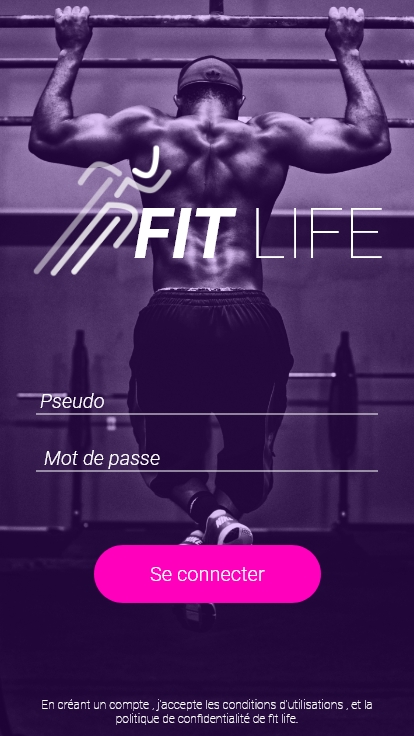 FIT LIFE
Pseudo
Mot de passe
Se connecter
En créant un compte , j'accepte les conditions d'utilisations , et la
politique de confidentialité de fit life.